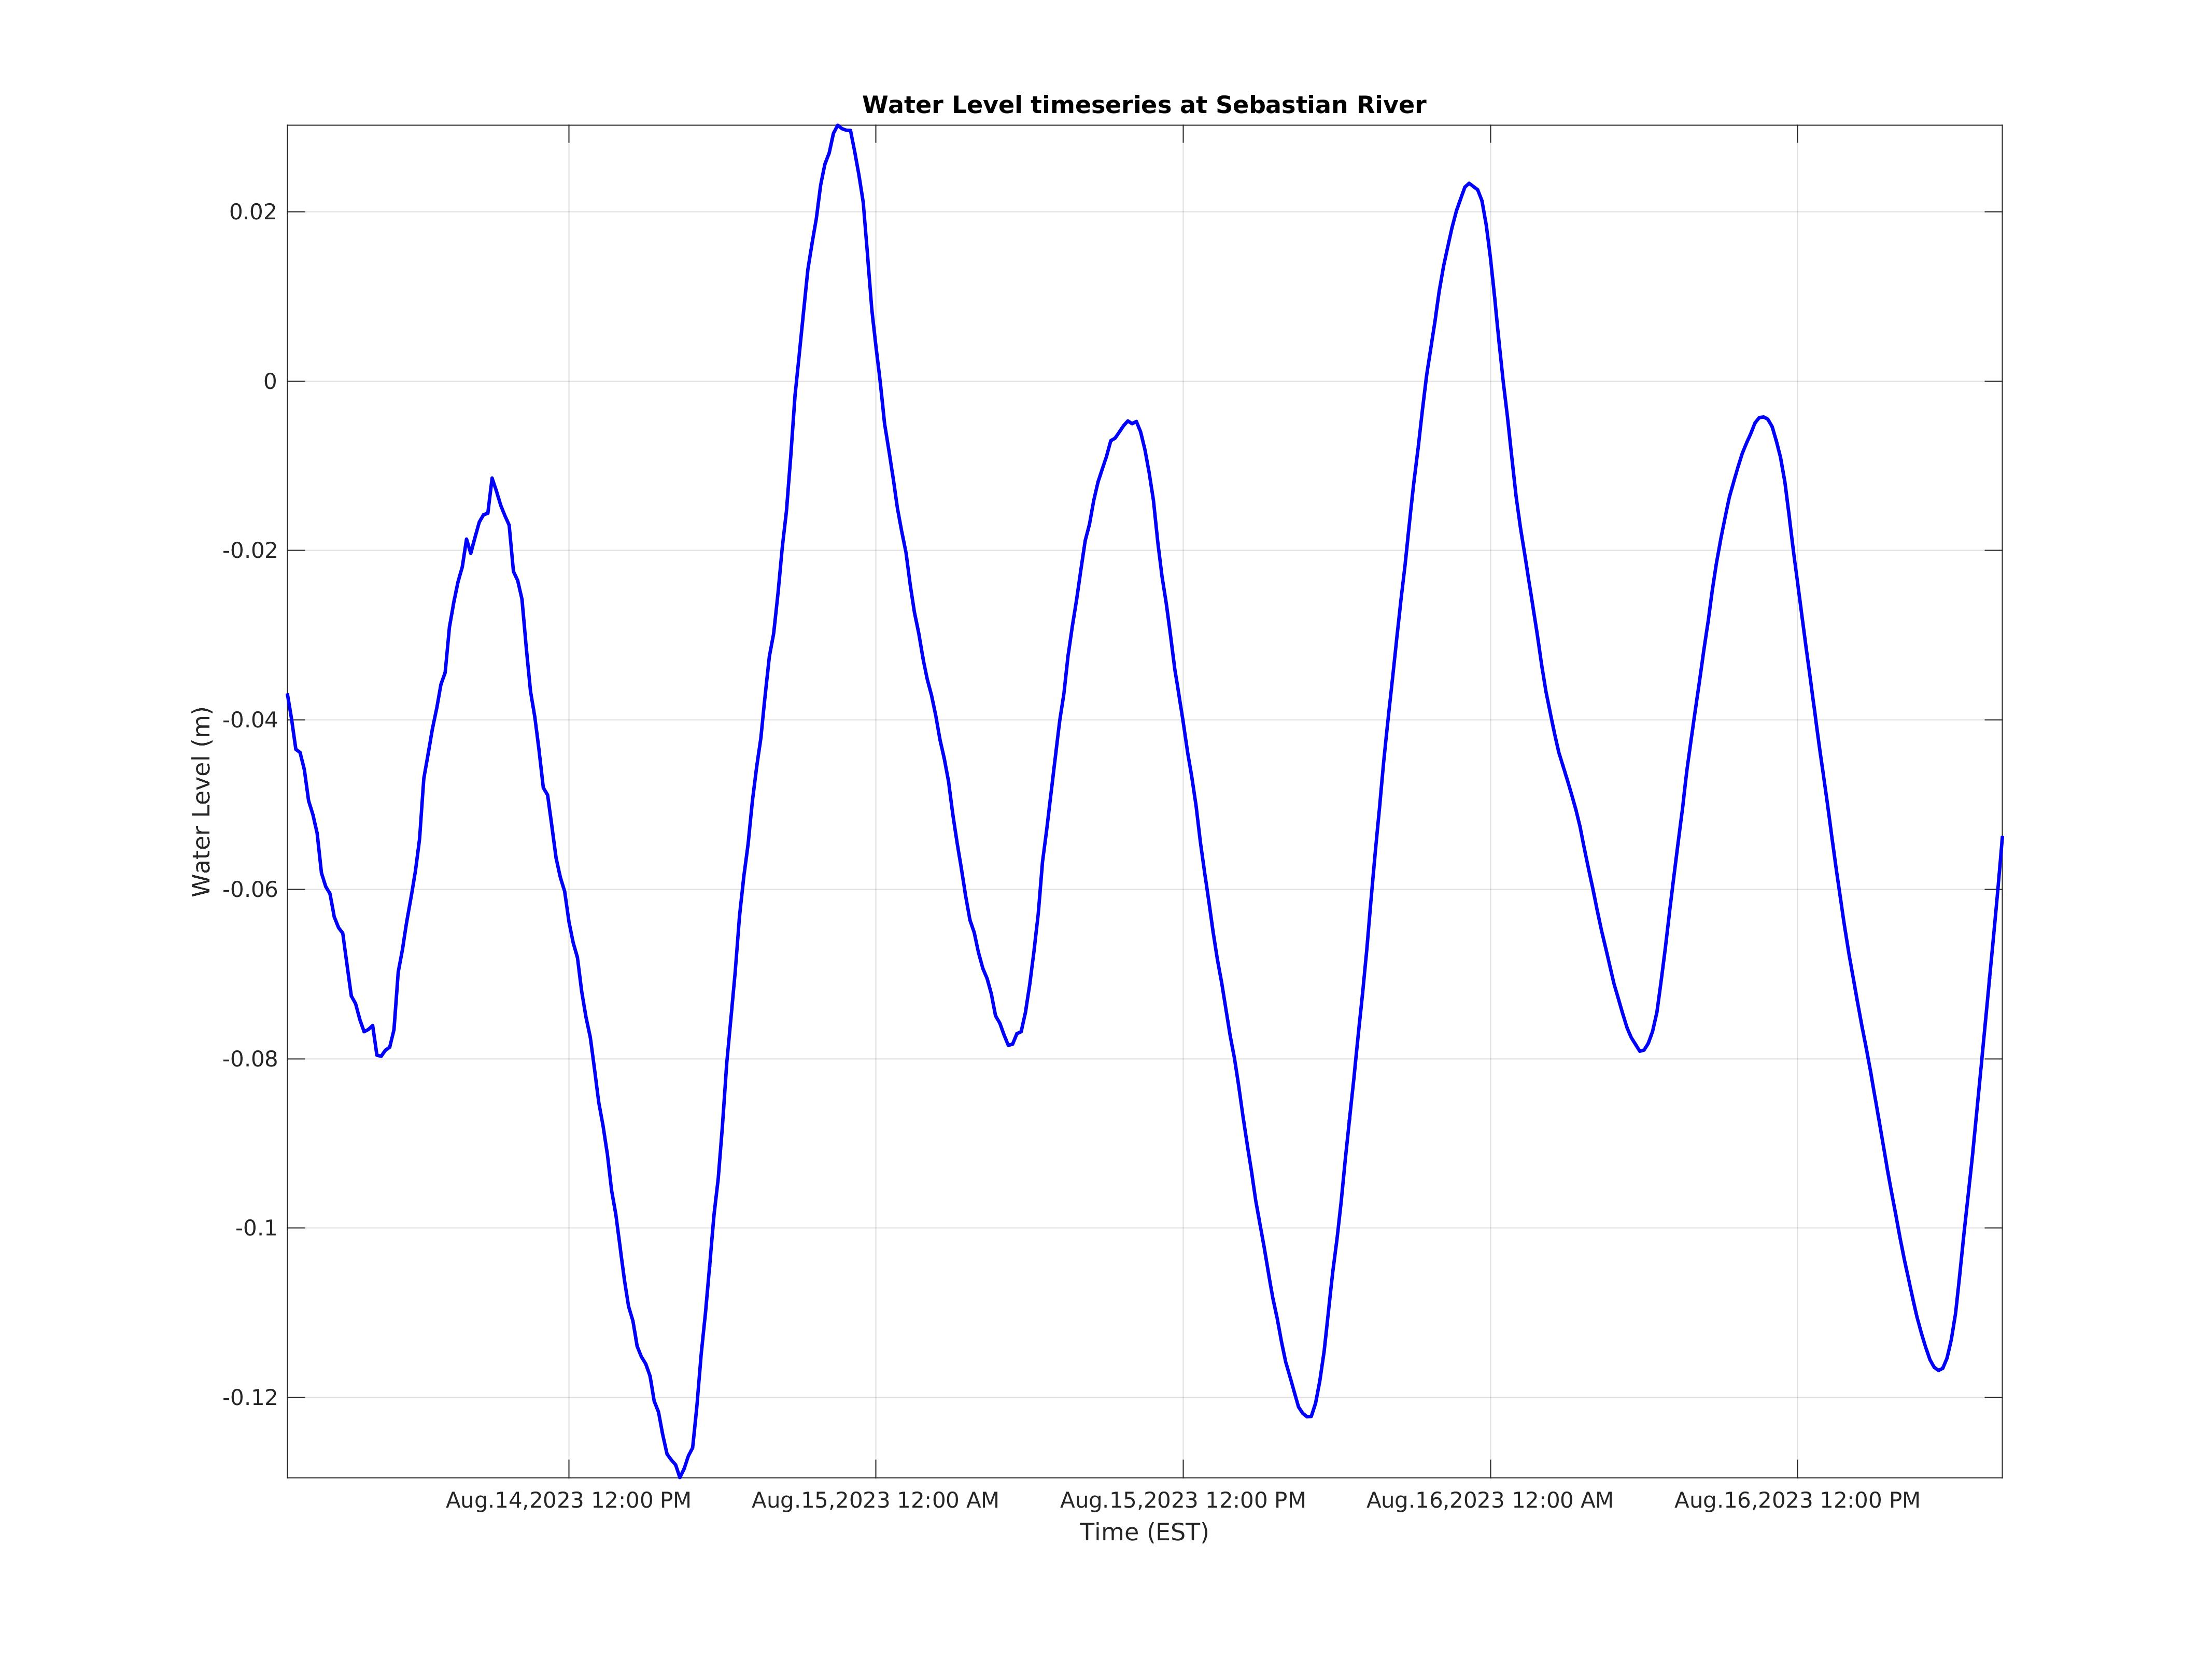 Water Level timeseries at Sebastian River
0.02
0
-0.02
-0.04
-0.06
-0.08
-0.1
-0.12
Water Level (m)
Aug.14,2023 12:00 PM
Aug.15,2023 12:00 AM
Aug.15,2023 12:00 PM
Aug.16,2023 12:00 AM
Aug.16,2023 12:00 PM
Time (EST)